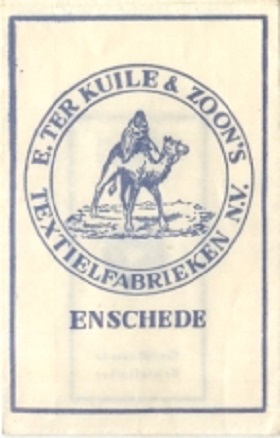 E. TER KUILE & ZOON'S
TEXTIELFABRIEKEN N.V.
ENSCHEDE